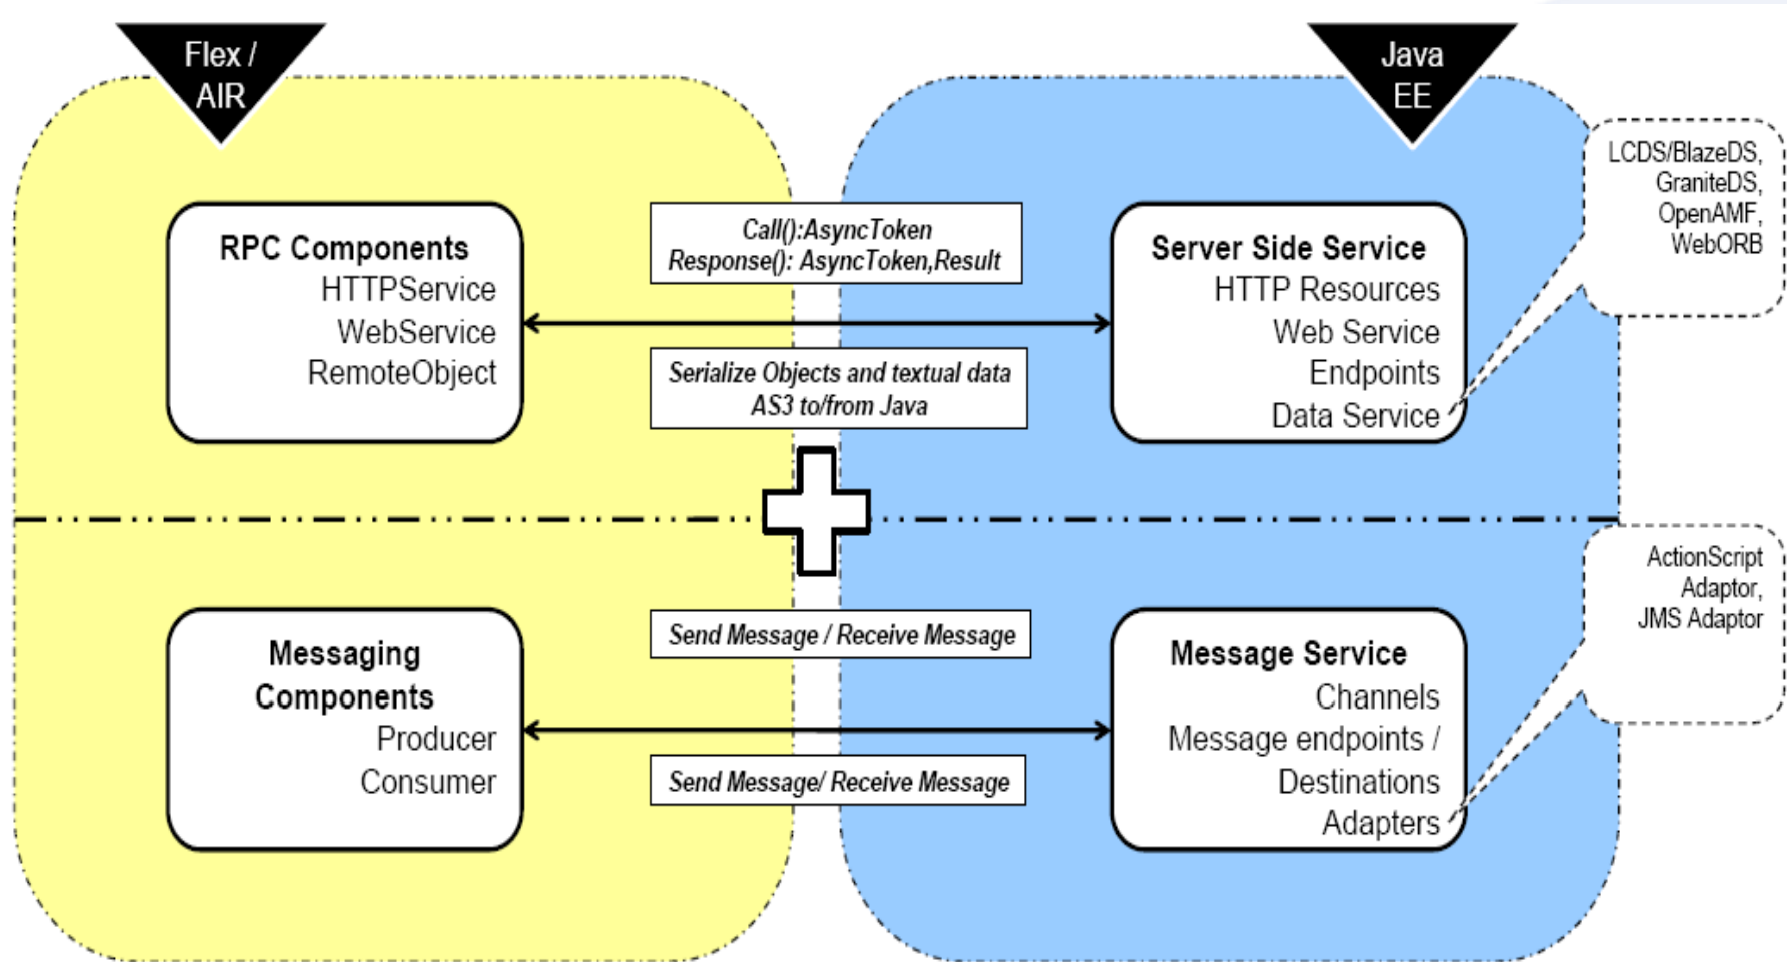 Flex /
AIR
Java
EE
LCDS/BlazeDS,
GraniteDS,
OpenAMF,
WebORB
RPC Components
HTTPService
WebService
RemoteObject
Call():AsyncToken
Response(): AsyncToken,Result
Serialize Objects and textual data
AS3 to/from Java
Server Side Service
HTTP Resources
Web Service
Endpoints
Data Service
ActionScript
Adaptor,
JMS Adaptor
Messaging
Components
Producer
Consumer
Send Message / Receive Message
Send Message/ Receive Message
Message Service
Channels
Message endpoints /
Destinations
Adapters